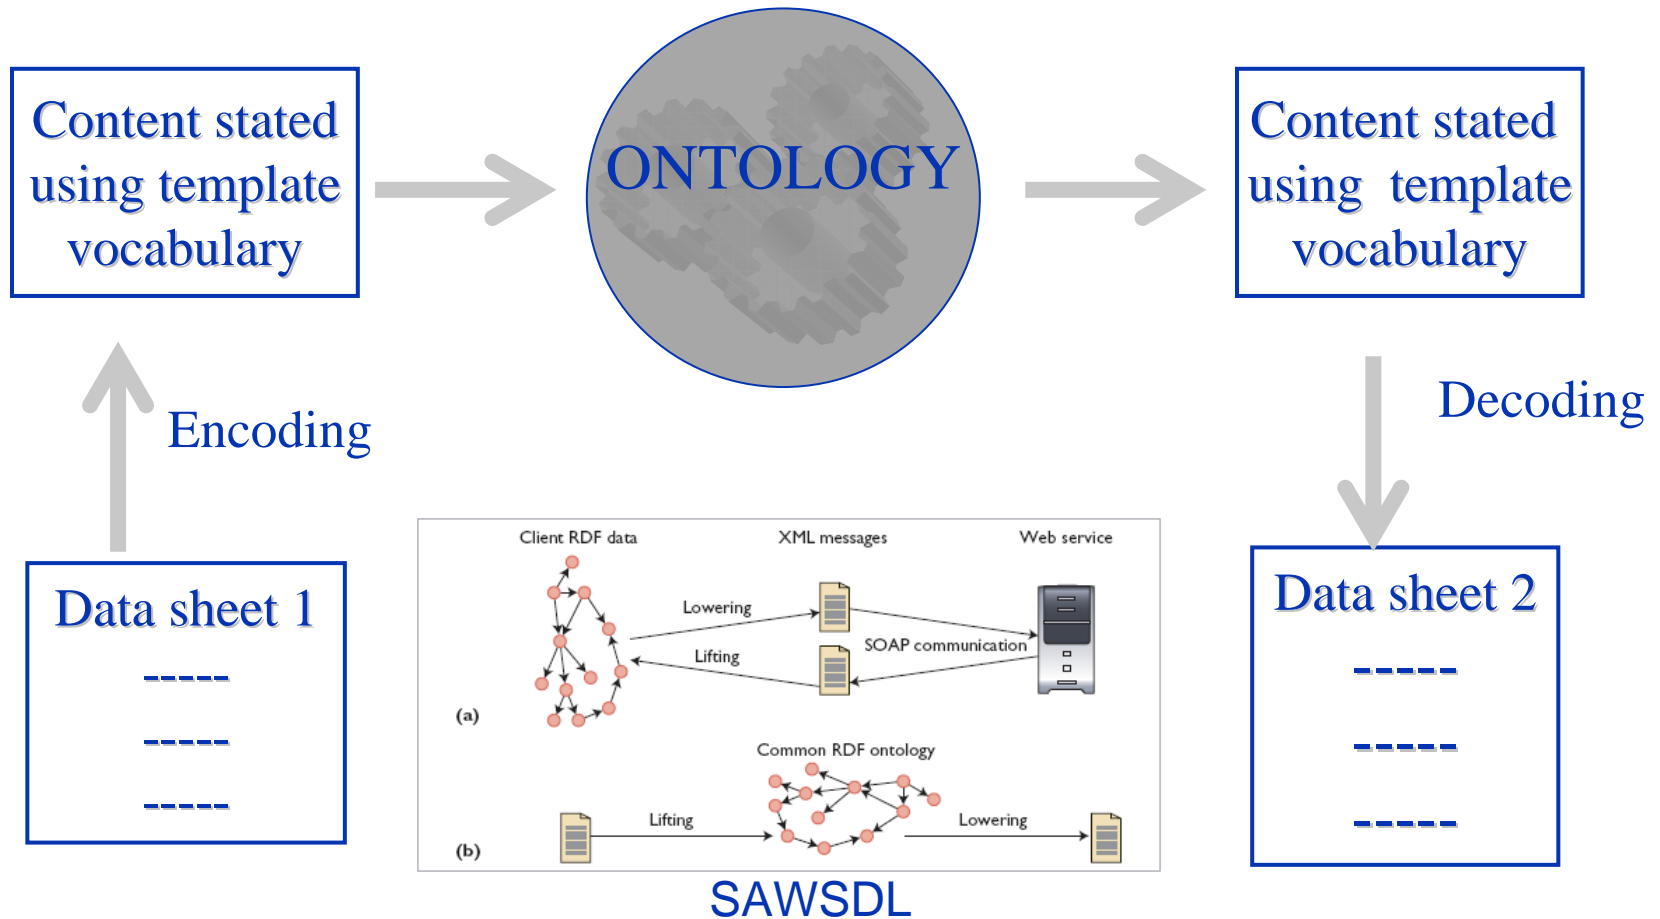 Content stated
using template
vocabulary
ONTOLOGY
Content stated
using template
vocabulary
Encoding
Decoding
Data sheet 1
-----
-----
-----
Client RDF data
XML messages
Web service
Lowering
SOAP communication
Lifting
(a)
Common RDF ontology
Lifting
Lowering
(b)
SAWSDL
Data sheet 2
-----
-----
-----